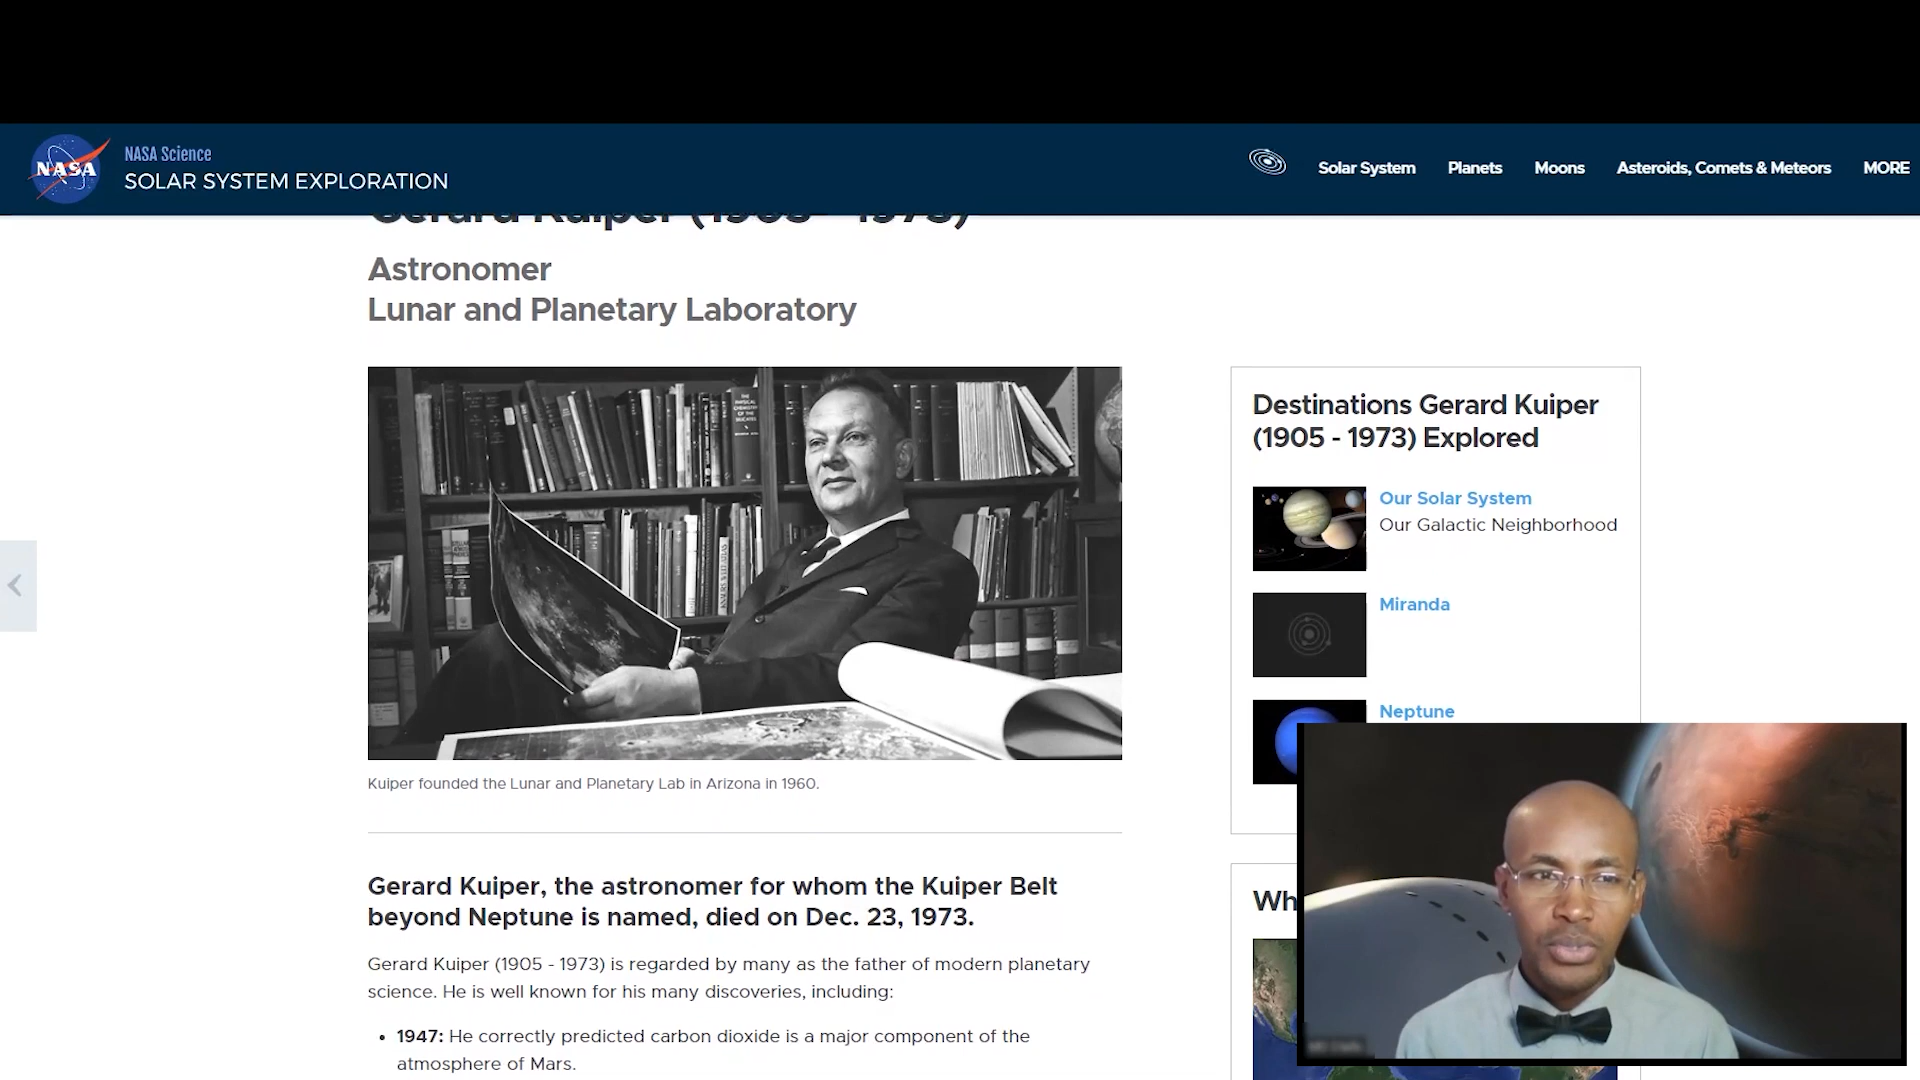 NASA
NASA Science
SOLAR SYSTEM EXPLORATION
Solar System
Planets
Moons
Asteroids, Comets & Meteors
MORE
Gerard Kuiper (1905 - 1973)
Astronomer
Lunar and Planetary Laboratory
Kuiper founded the Lunar and Planetary Lab in Arizona in 1960.
Gerard Kuiper, the astronomer for whom the Kuiper Belt
beyond Neptune is named, died on Dec. 23, 1973.
Gerard Kuiper (1905 - 1973) is regarded by many as the father of modern planetary
science. He is well known for his many discoveries, including:
• 1947: He correctly predicted carbon dioxide is a major component of the
atmosphere of Mars.
Destinations Gerard Kuiper
(1905 - 1973) Explored
Our Solar System
Our Galactic Neighborhood
Miranda
Neptune
Wh